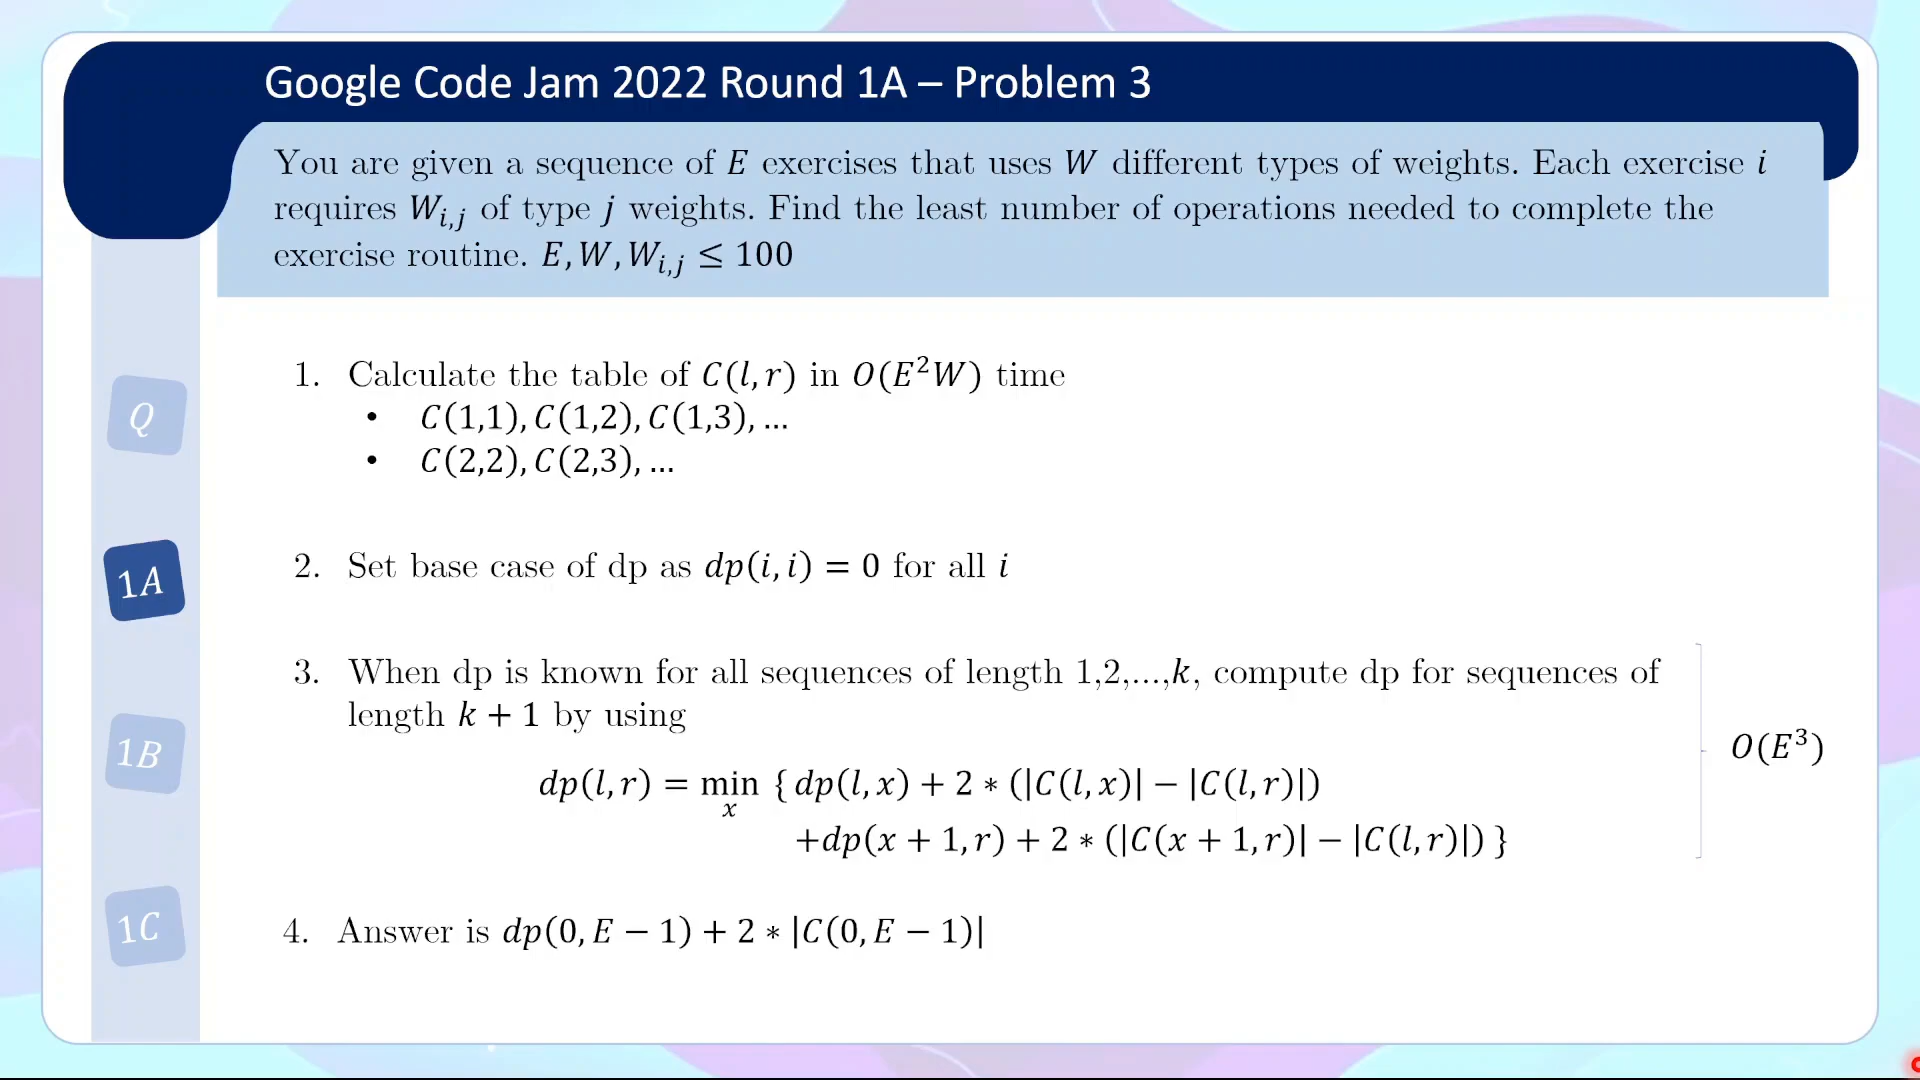 Google Code Jam 2022 Round 1A – Problem 3
You are given a sequence of E exercises that uses W different types of weights. Each exercise i
requires W_{i,j} of type j weights. Find the least number of operations needed to complete the
exercise routine. E, W, W_{i,j} ≤ 100
1. Calculate the table of C(l, r) in O(E²W) time
• C(1,1), C(1,2), C(1,3), ...
• C(2,2), C(2,3), ...
2. Set base case of dp as dp(i, i) = 0 for all i
3. When dp is known for all sequences of length 1,2,...,k, compute dp for sequences of
length k + 1 by using
dp(l, r) = min_x { dp(l, x) + 2 * (|C(l, x)| − |C(l, r)|)
+dp(x + 1, r) + 2 * (|C(x + 1, r)| − |C(l, r)|) }
O(E³)
4. Answer is dp(0, E − 1) + 2 * |C(0, E − 1)|
Q
1A
1B
1C